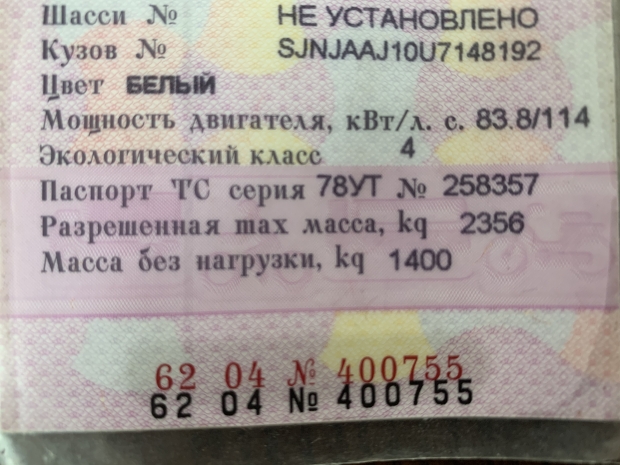 Шасси № НЕ УСТАНОВЛЕНО
Кузов № SJNJAAJ10U7148192
Цвет БЕЛЫЙ
Мощность двигателя, кВт/л. с. 83.8/114
Экологический класс 4
Паспорт ТС серия 78УТ № 258357
Разрешенная max масса, kq 2356
Масса без нагрузки, kq 1400
62 04 № 400755
62 04 № 400755